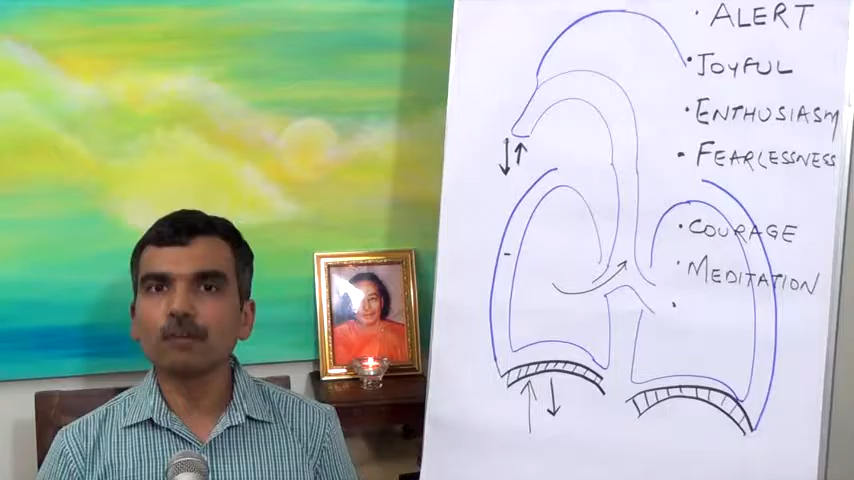 • ALERT
• JOYFUL
• ENTHUSIASM
• FEARLESSNESS
• COURAGE
• MEDITATION